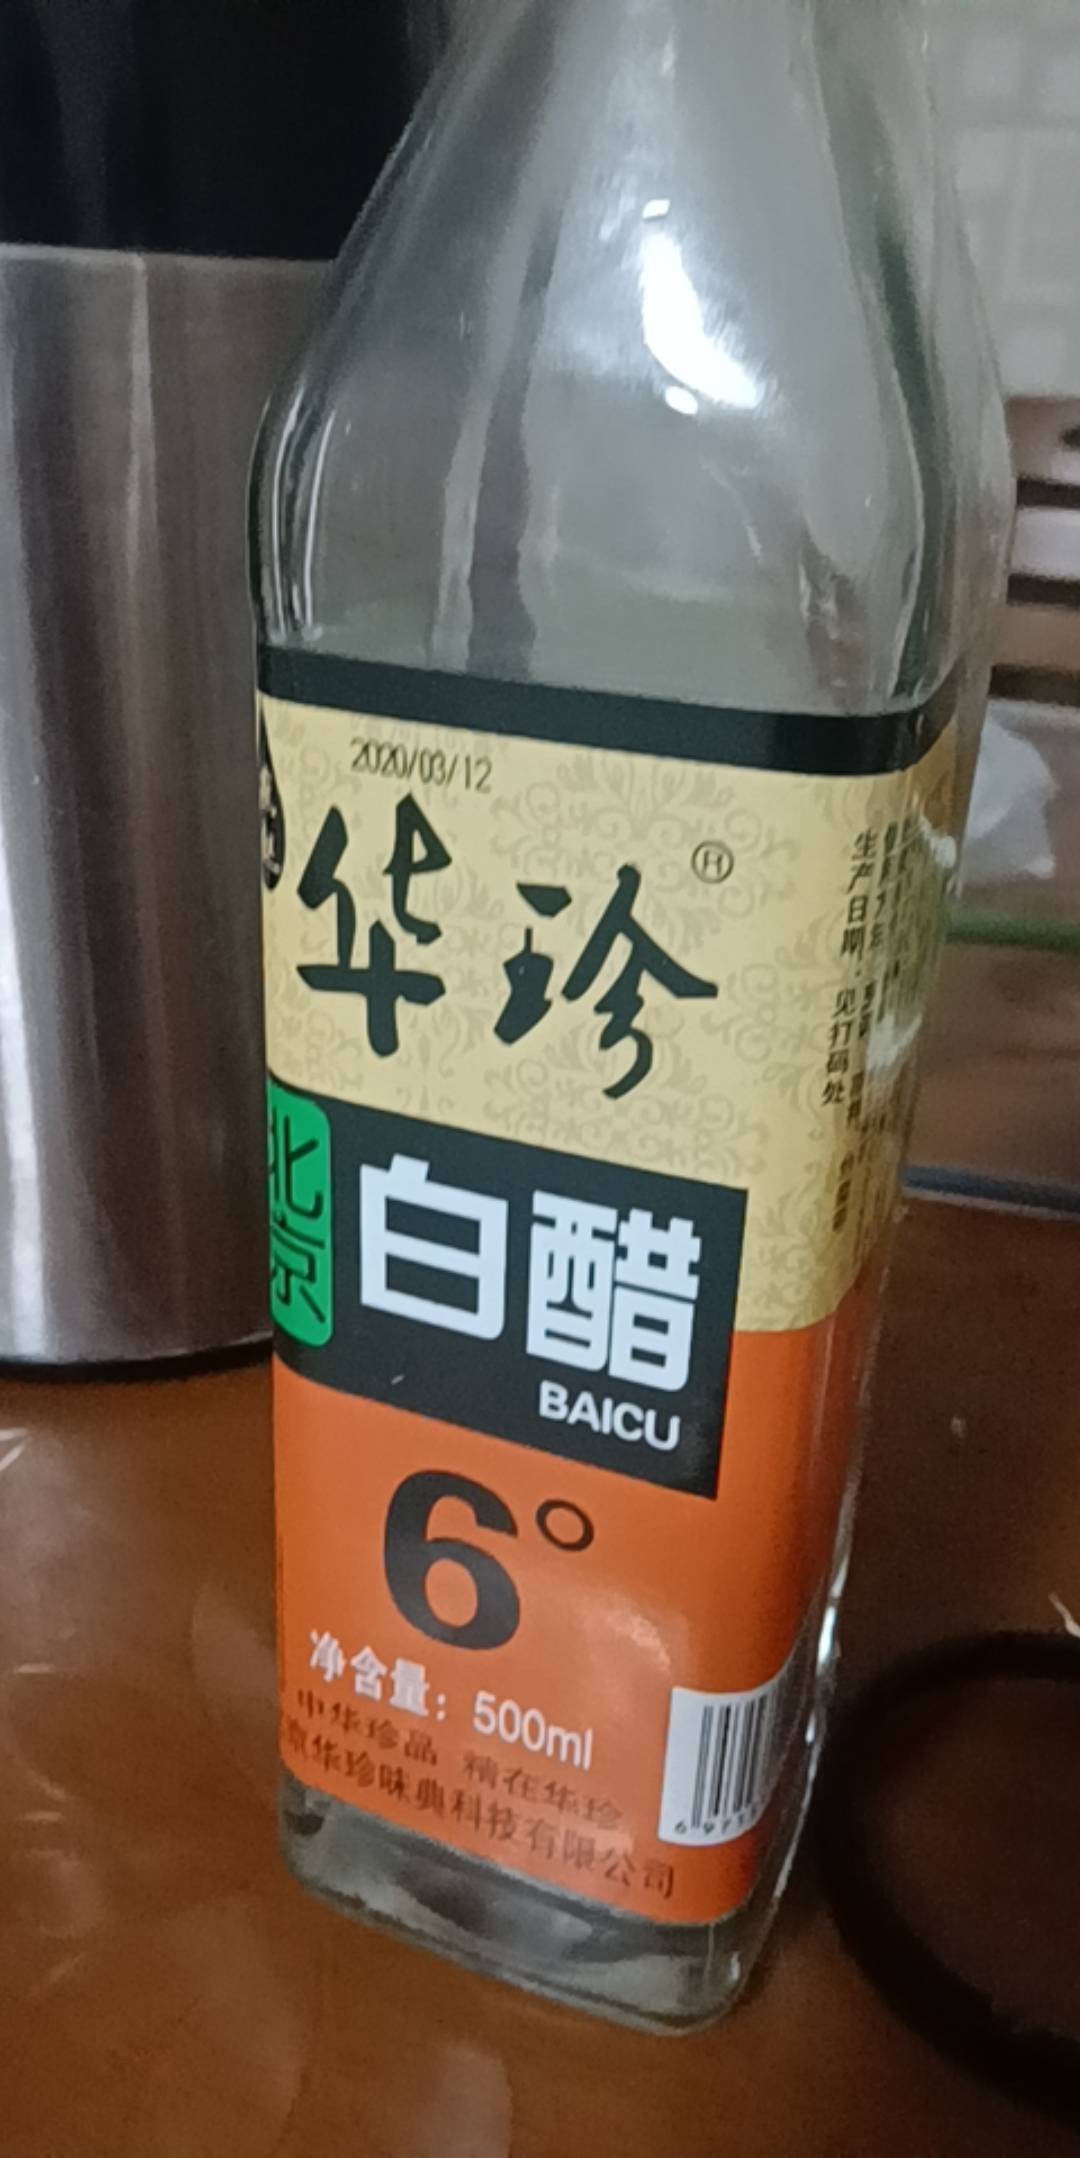 2020/03/12
华珍
北京
白醋
BAICU
6°
净含量：500ml
中华珍品 精在华珍
京华珍味典科技有限公司
生产日期：见打码处